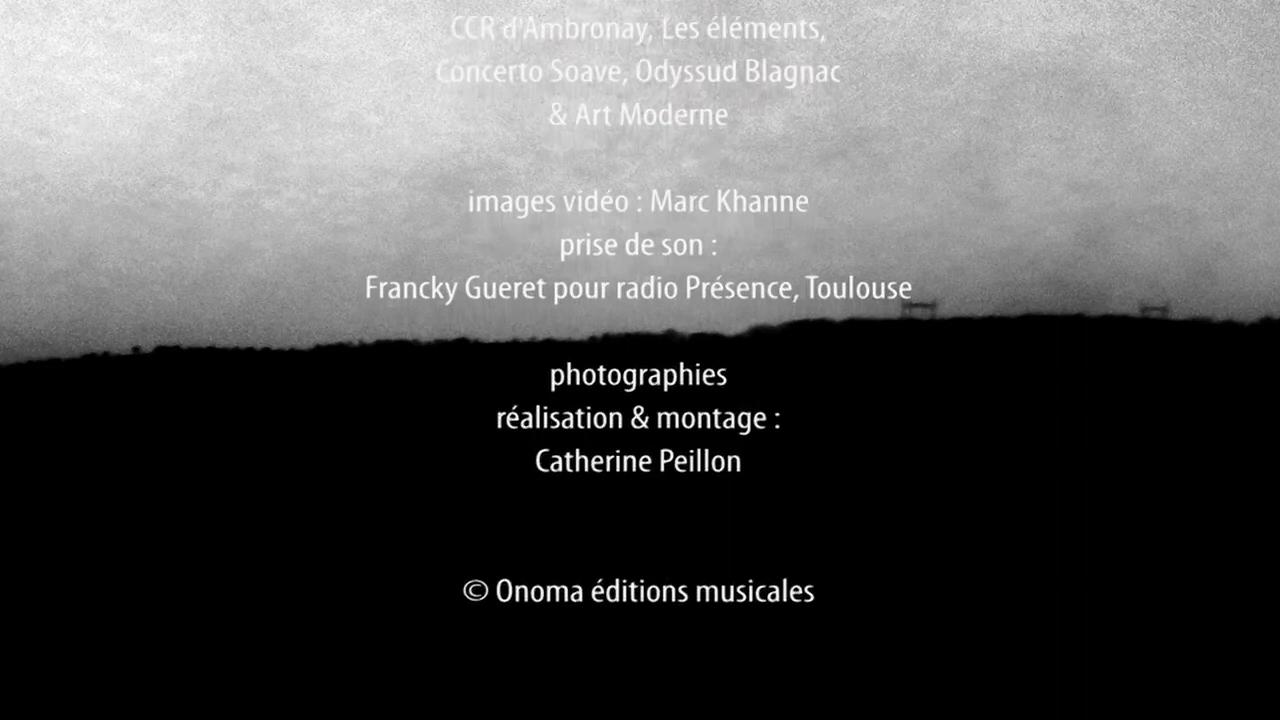 CCR d'Ambronay, Les éléments,
Concerto Soave, Odyssud Blagnac
& Art Moderne
images vidéo : Marc Khanne
prise de son :
Francky Gueret pour radio Présence, Toulouse
photographies
réalisation & montage :
Catherine Peillon
© Onoma éditions musicales